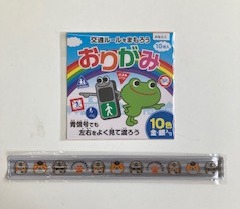 交通ルールをまもろう
おりがみ
10枚入
青信号でも
左右をよく見て渡ろう
10色
金・銀入り